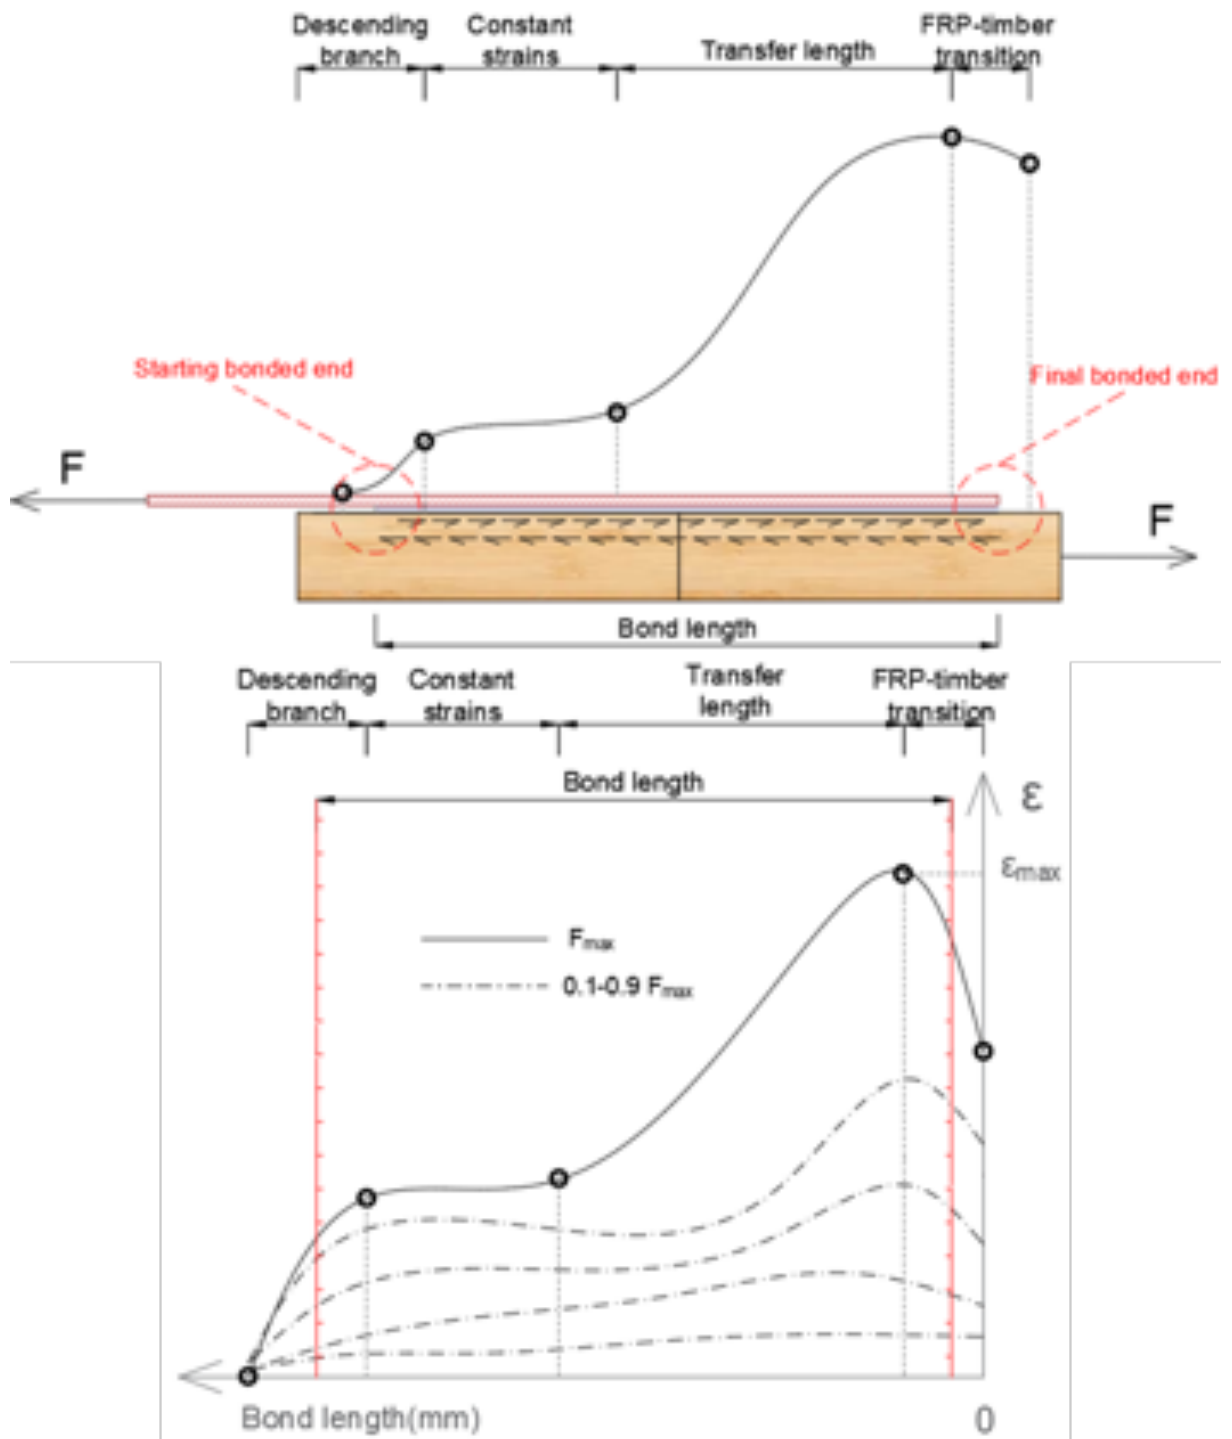 Descending
branch
Constant
strains
Transfer length
FRP-timber
transition
Starting bonded end
Final bonded end
F
F
Bond length
Descending
branch
Constant
strains
Transfer
length
FRP-timber
transition
Bond length
ε
εmax
Fmax
0.1-0.9 Fmax
Bond length(mm)
0